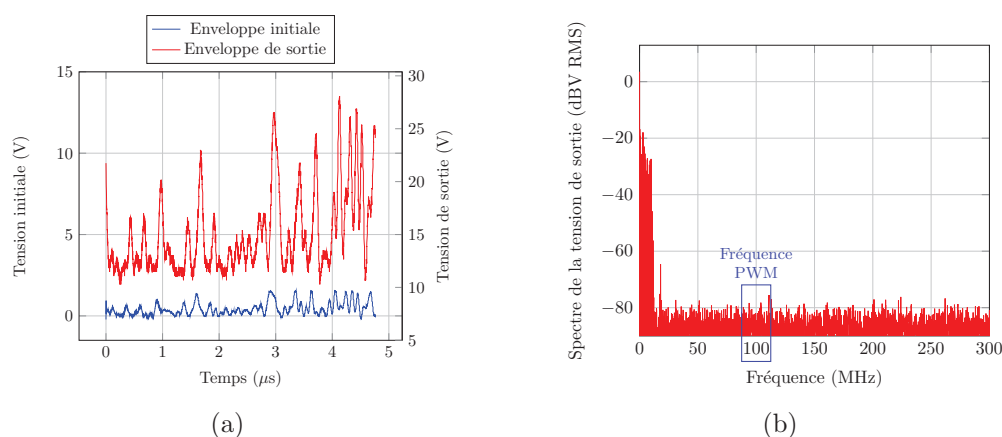 Enveloppe initiale
Enveloppe de sortie
15
10
5
0
Tension initiale (V)
30
25
20
15
10
5
Tension de sortie (V)
0 1 2 3 4 5
Temps (μs)
(a)
Spectre de la tension de sortie (dBV RMS)
0
−20
−40
−60
−80
Fréquence
PWM
0 50 100 150 200 250 300
Fréquence (MHz)
(b)